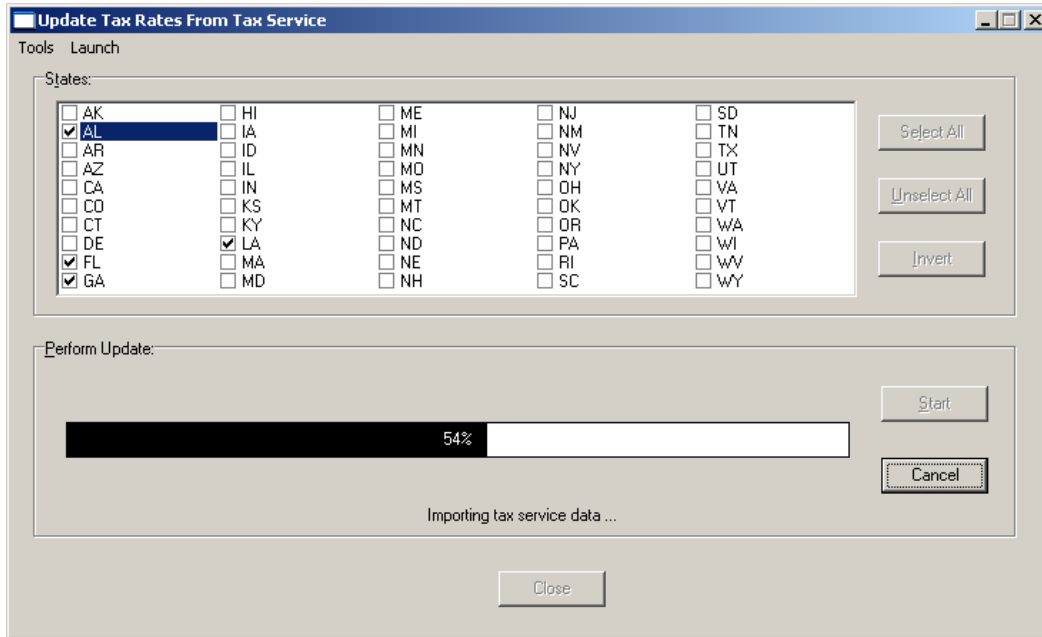 Update Tax Rates From Tax Service
Tools Launch
States:
AK HI ME NJ SD
AL IA MI NM TN
AR ID MN NV TX
AZ IL MO NY UT
CA IN MS OH VA
CO KS MT OK VT
CT KY NC OR WA
DE LA ND PA WI
FL MA NE RI WV
GA MD NH SC WY
Select All
Unselect All
Invert
Perform Update:
Start
54%
Cancel
Importing tax service data ...
Close